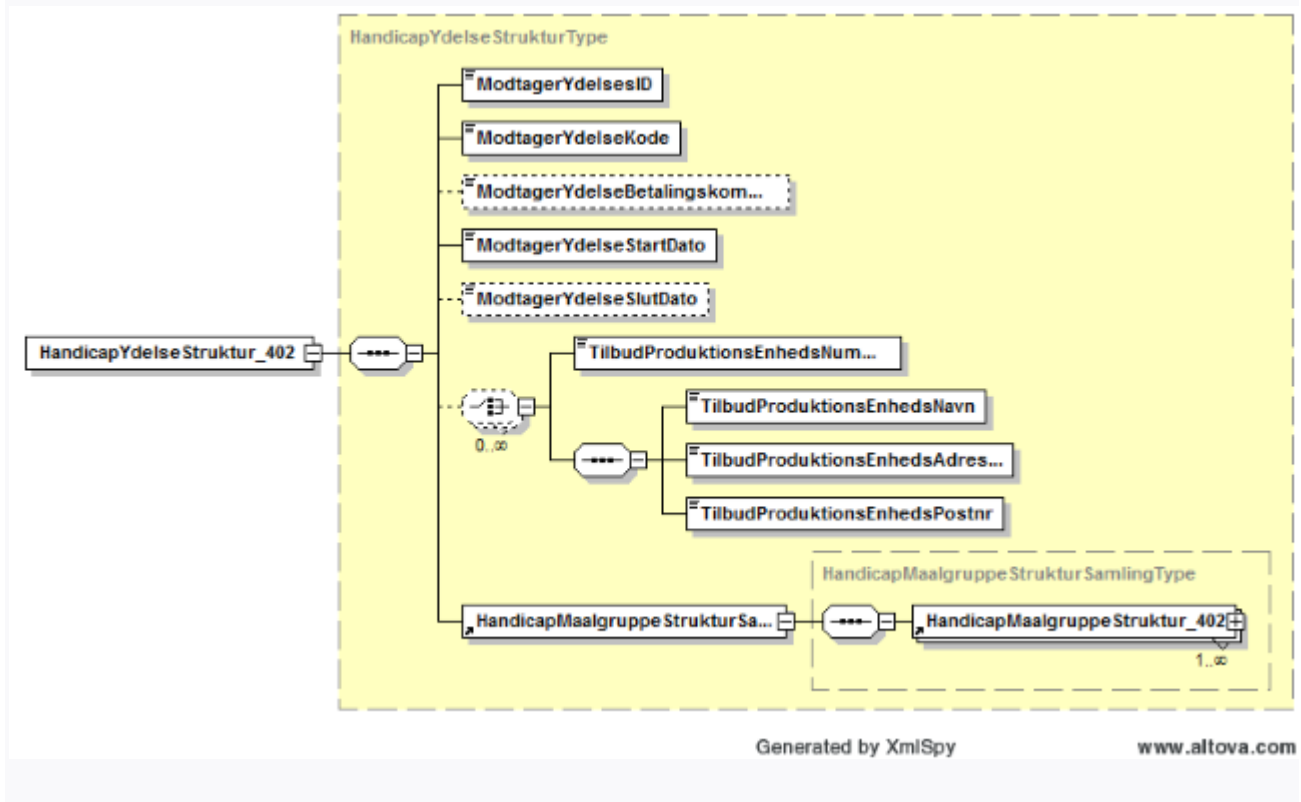 HandicapYdelseStrukturType
ModtagerYdelsesID
ModtagerYdelseKode
ModtagerYdelseBetalingskom...
ModtagerYdelseStartDato
ModtagerYdelseSlutDato
HandicapYdelseStruktur_402
TilbudProduktionsEnhedsNum...
0..∞
TilbudProduktionsEnhedsNavn
TilbudProduktionsEnhedsAdres...
TilbudProduktionsEnhedsPostnr
HandicapMaalgruppeStrukturSamlingType
HandicapMaalgruppeStrukturSa...
HandicapMaalgruppeStruktur_402
1..∞
Generated by XmlSpy www.altova.com